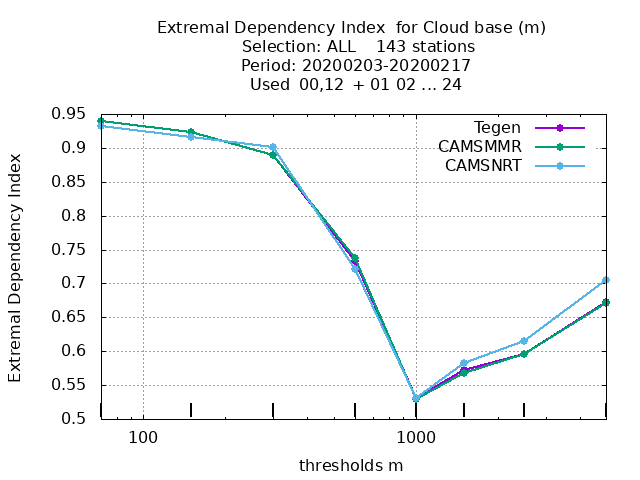 Extremal Dependency Index  for Cloud base (m)
Selection: ALL    143 stations
Period: 20200203-20200217
Used  00,12  + 01 02 ... 24
Tegen
CAMSMMR
CAMSNRT
0.95
0.9
0.85
0.8
0.75
0.7
0.65
0.6
0.55
0.5
Extremal Dependency Index
100
1000
thresholds m